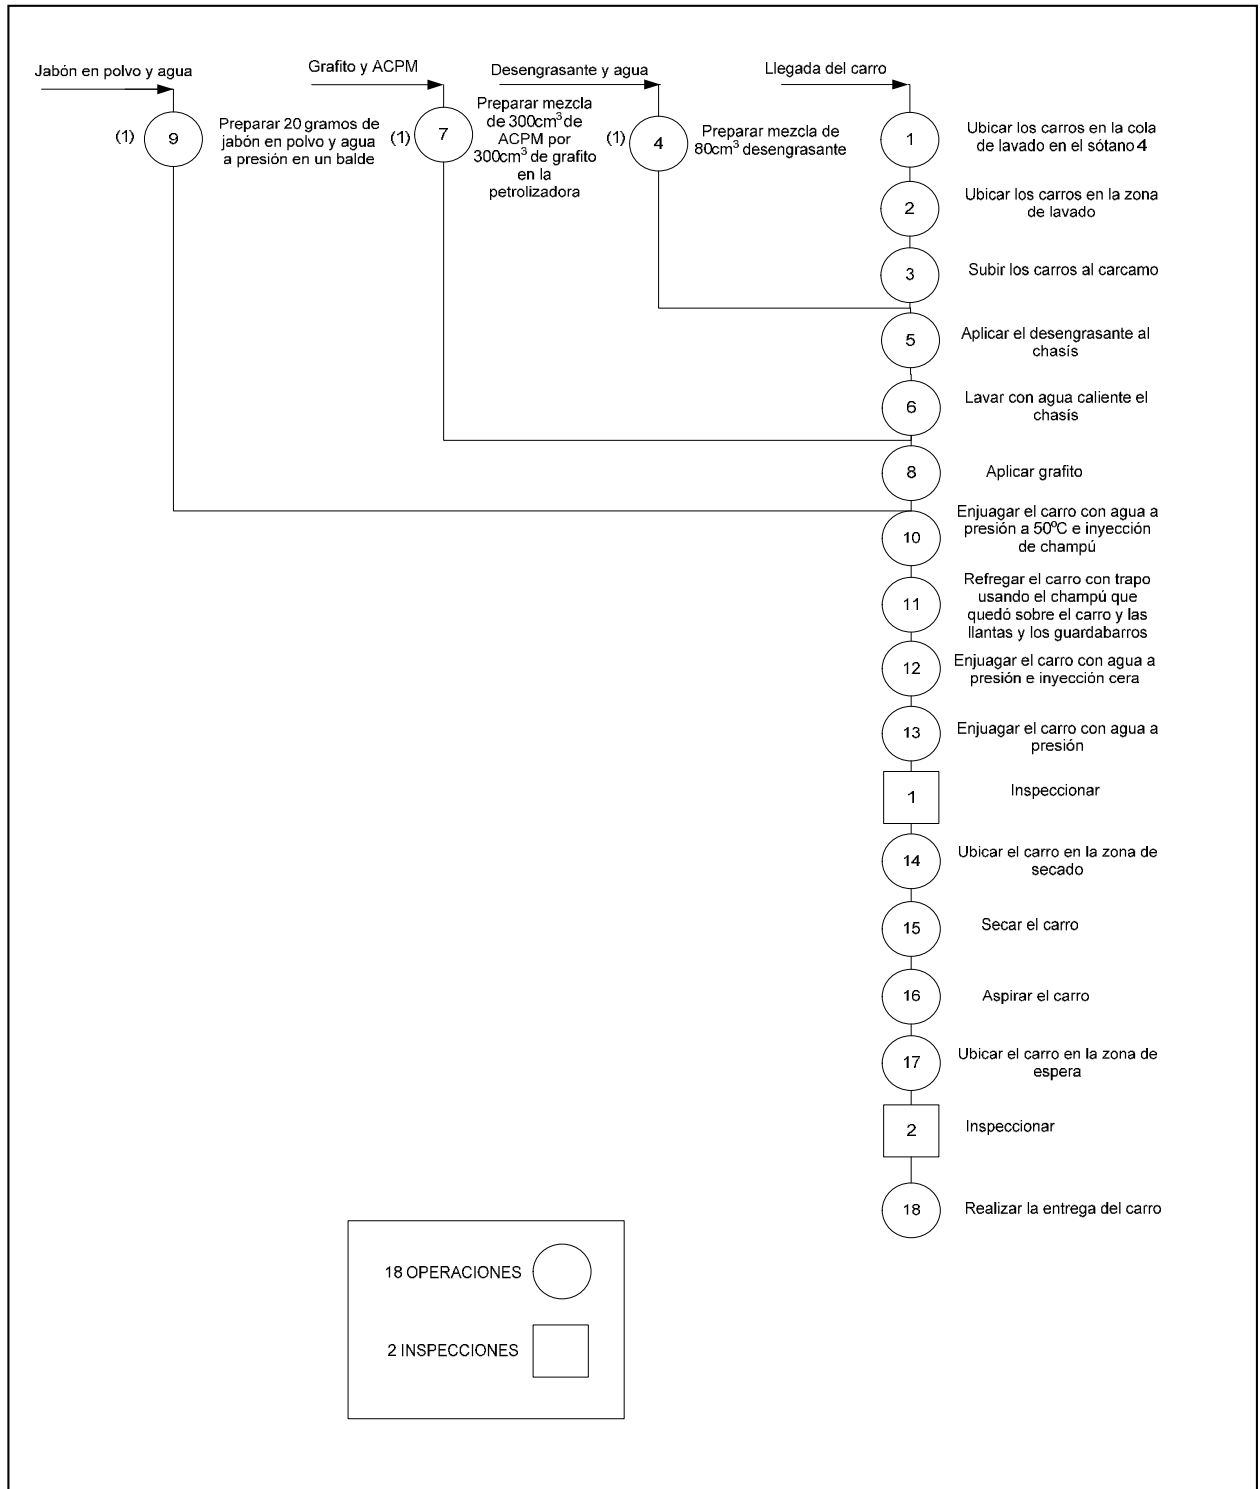 Jabón en polvo y agua
(1)
9
Preparar 20 gramos de
jabón en polvo y agua
a presión en un balde
Grafito y ACPM
(1)
7
Preparar mezcla
de 300cm³ de
ACPM por
300cm³ de grafito
en la
petrolizadora
Desengrasante y agua
(1)
4
Preparar mezcla de
80cm³ desengrasante
Llegada del carro
1
Ubicar los carros en la cola
de lavado en el sótano 4
2
Ubicar los carros en la zona
de lavado
3
Subir los carros al carcamo
5
Aplicar el desengrasante al
chasís
6
Lavar con agua caliente el
chasís
8
Aplicar grafito
10
Enjuagar el carro con agua a
presión a 50ºC e inyección
de champú
11
Refregar el carro con trapo
usando el champú que
quedó sobre el carro y las
llantas y los guardabarros
12
Enjuagar el carro con agua a
presión e inyección cera
13
Enjuagar el carro con agua a
presión
1
Inspeccionar
14
Ubicar el carro en la zona de
secado
15
Secar el carro
16
Aspirar el carro
17
Ubicar el carro en la zona de
espera
2
Inspeccionar
18
Realizar la entrega del carro
18 OPERACIONES
2 INSPECCIONES